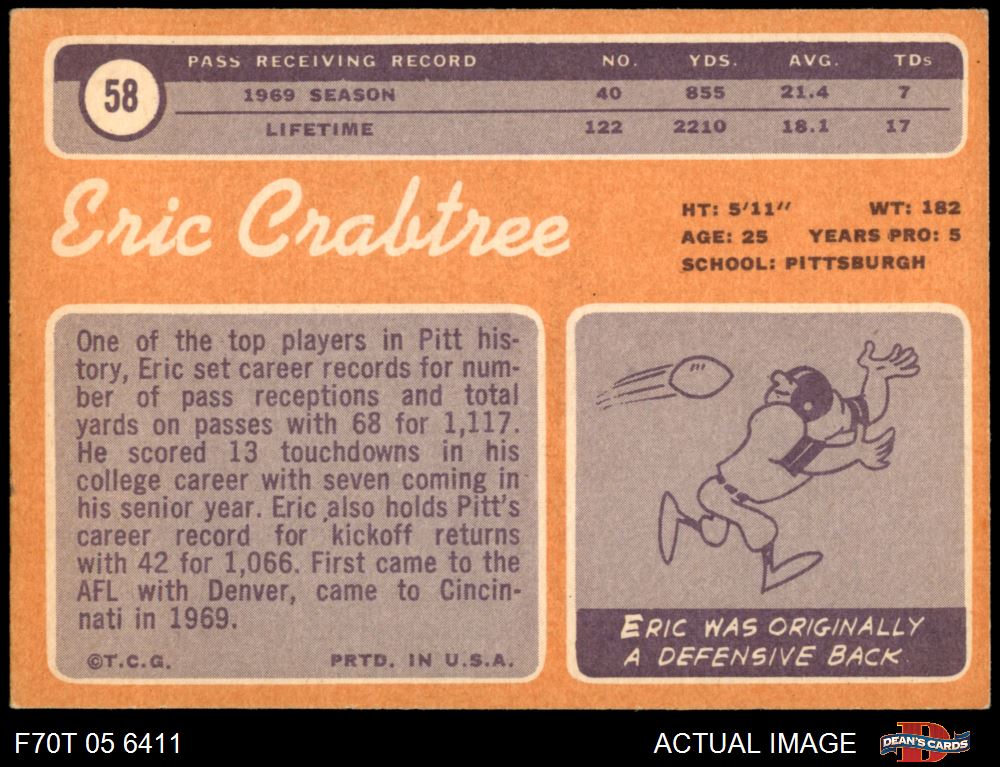 58
PASS RECEIVING RECORD NO. YDS. AVG. TDs
1969 SEASON 40 855 21.4 7
LIFETIME 122 2210 18.1 17
Eric Crabtree
HT: 5'11" WT: 182
AGE: 25 YEARS PRO: 5
SCHOOL: PITTSBURGH
One of the top players in Pitt his-
tory, Eric set career records for num-
ber of pass receptions and total
yards on passes with 68 for 1,117.
He scored 13 touchdowns in his
college career with seven coming in
his senior year. Eric also holds Pitt's
career record for kickoff returns
with 42 for 1,066. First came to the
AFL with Denver, came to Cincin-
nati in 1969.
©T.C.G. PRTD. IN U.S.A.
ERIC WAS ORIGINALLY
A DEFENSIVE BACK
F70T 05 6411 ACTUAL IMAGE D DEAN'S CARDS